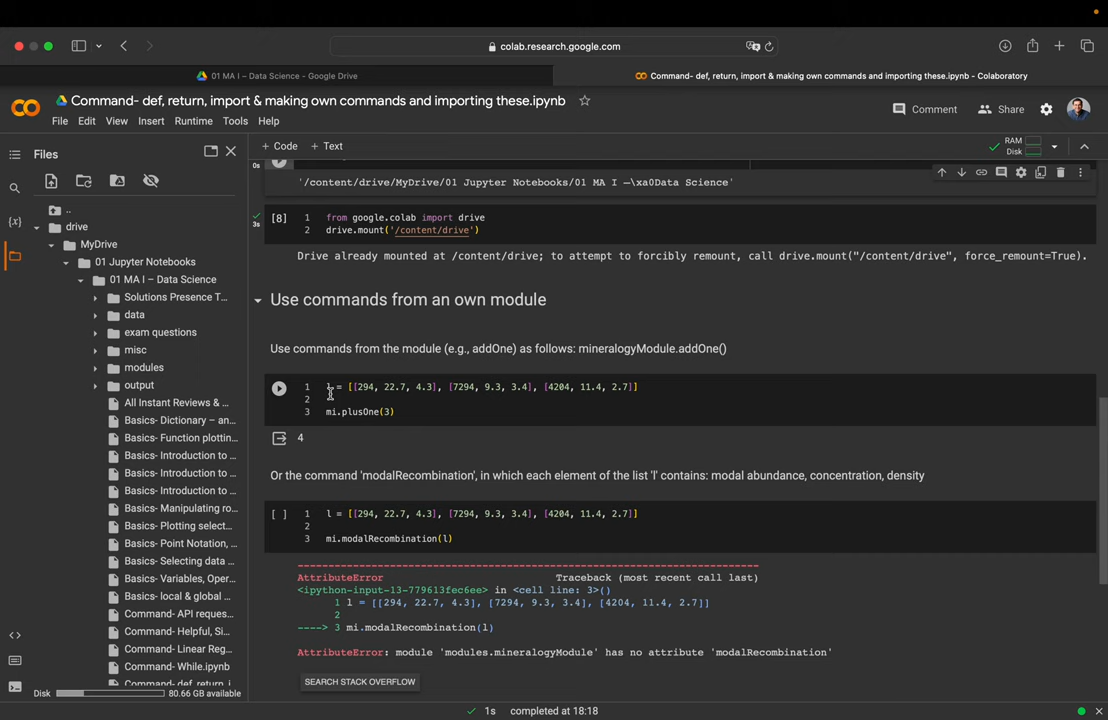 colab.research.google.com
01 MA I – Data Science - Google Drive
Command- def, return, import & making own commands and importing these.ipynb - Colaboratory
Command- def, return, import & making own commands and importing these.ipynb
File Edit View Insert Runtime Tools Help
Comment
Share
+ Code + Text
RAM
Disk
Files
..
drive
MyDrive
01 Jupyter Notebooks
01 MA I – Data Science
Solutions Presence T...
data
exam questions
misc
modules
output
All Instant Reviews & ...
Basics- Dictionary – an...
Basics- Function plottin...
Basics- Introduction to ...
Basics- Introduction to ...
Basics- Introduction to ...
Basics- Manipulating ro...
Basics- Plotting select...
Basics- Point Notation, ...
Basics- Selecting data ...
Basics- Variables, Oper...
Basics- local & global ...
Command- API reques...
Command- Helpful, Si...
Command- Linear Reg...
Command- While.ipynb
Command- def, return, i...
Disk 80.66 GB available
0s
'/content/drive/MyDrive/01 Jupyter Notebooks/01 MA I –\xa0Data Science'
3s
[8] 1 from google.colab import drive
2 drive.mount('/content/drive')
Drive already mounted at /content/drive; to attempt to forcibly remount, call drive.mount("/content/drive", force_remount=True).
Use commands from an own module
Use commands from the module (e.g., addOne) as follows: mineralogyModule.addOne()
1 l = [[294, 22.7, 4.3], [7294, 9.3, 3.4], [4204, 11.4, 2.7]]
2
3 mi.plusOne(3)
4
Or the command 'modalRecombination', in which each element of the list 'l' contains: modal abundance, concentration, density
[ ] 1 l = [[294, 22.7, 4.3], [7294, 9.3, 3.4], [4204, 11.4, 2.7]]
2
3 mi.modalRecombination(l)
---------------------------------------------------------------------------
AttributeError Traceback (most recent call last)
<ipython-input-13-779613fec6ee> in <cell line: 3>()
1 l = [[294, 22.7, 4.3], [7294, 9.3, 3.4], [4204, 11.4, 2.7]]
2
----> 3 mi.modalRecombination(l)
AttributeError: module 'modules.mineralogyModule' has no attribute 'modalRecombination'
SEARCH STACK OVERFLOW
1s completed at 18:18